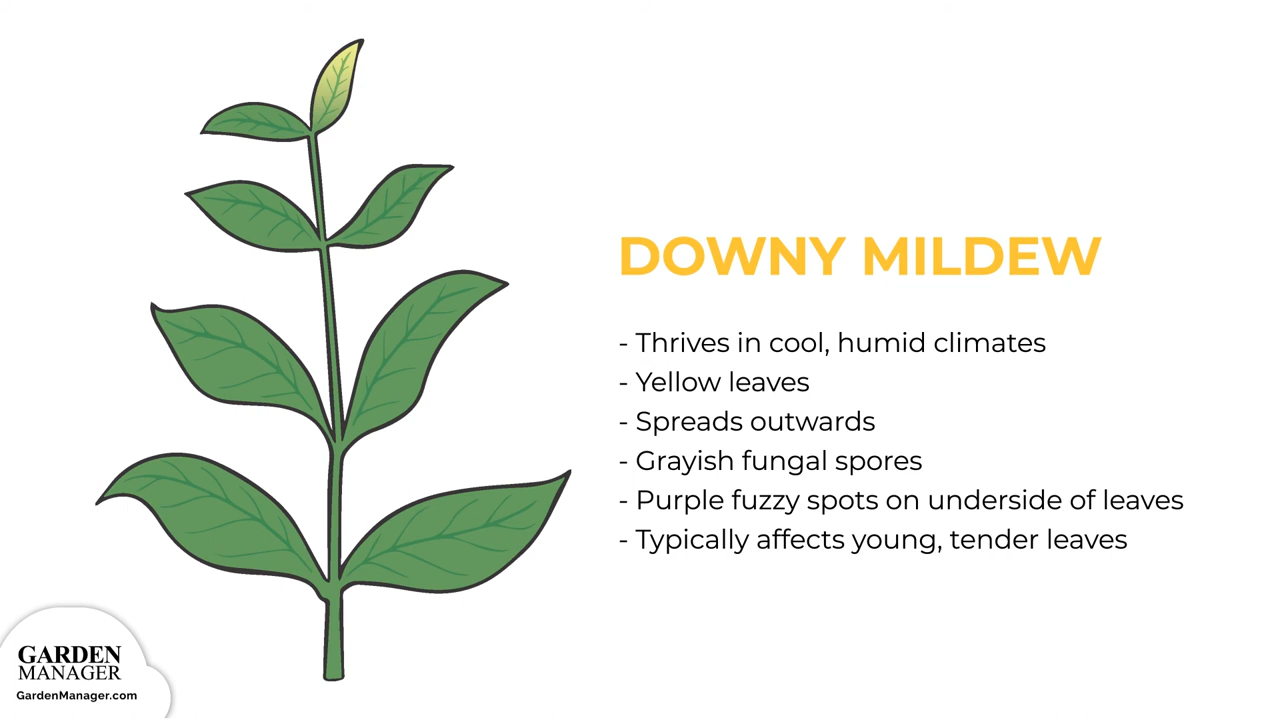 DOWNY MILDEW
- Thrives in cool, humid climates
- Yellow leaves
- Spreads outwards
- Grayish fungal spores
- Purple fuzzy spots on underside of leaves
- Typically affects young, tender leaves
GARDEN
MANAGER
GardenManager.com